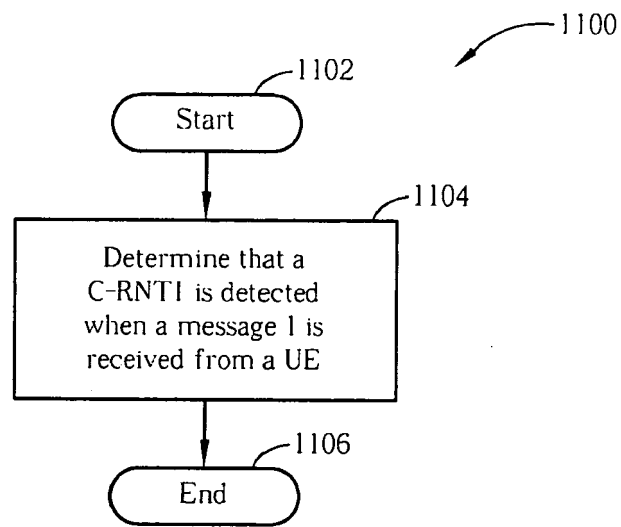 1100
1102
Start
1104
Determine that a
C-RNTI is detected
when a message 1 is
received from a UE
1106
End